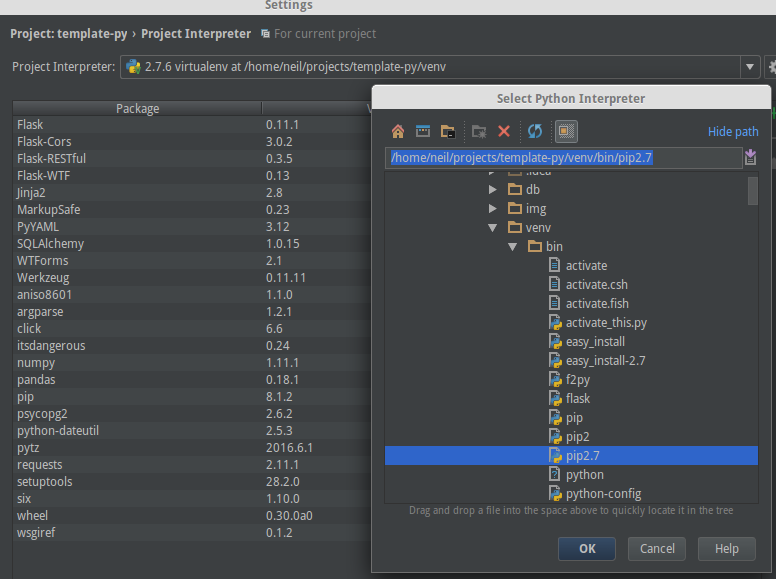 Settings
Project: template-py › Project Interpreter For current project
Project Interpreter: 2.7.6 virtualenv at /home/neil/projects/template-py/venv
Package
Flask 0.11.1
Flask-Cors 3.0.2
Flask-RESTful 0.3.5
Flask-WTF 0.13
Jinja2 2.8
MarkupSafe 0.23
PyYAML 3.12
SQLAlchemy 1.0.15
WTForms 2.1
Werkzeug 0.11.11
aniso8601 1.1.0
argparse 1.2.1
click 6.6
itsdangerous 0.24
numpy 1.11.1
pandas 0.18.1
pip 8.1.2
psycopg2 2.6.2
python-dateutil 2.5.3
pytz 2016.6.1
requests 2.11.1
setuptools 28.2.0
six 1.10.0
wheel 0.30.0a0
wsgiref 0.1.2
Select Python Interpreter
Hide path
/home/neil/projects/template-py/venv/bin/pip2.7
.idea
db
img
venv
bin
activate
activate.csh
activate.fish
activate_this.py
easy_install
easy_install-2.7
f2py
flask
pip
pip2
pip2.7
python
python-config
Drag and drop a file into the space above to quickly locate it in the tree
OK Cancel Help